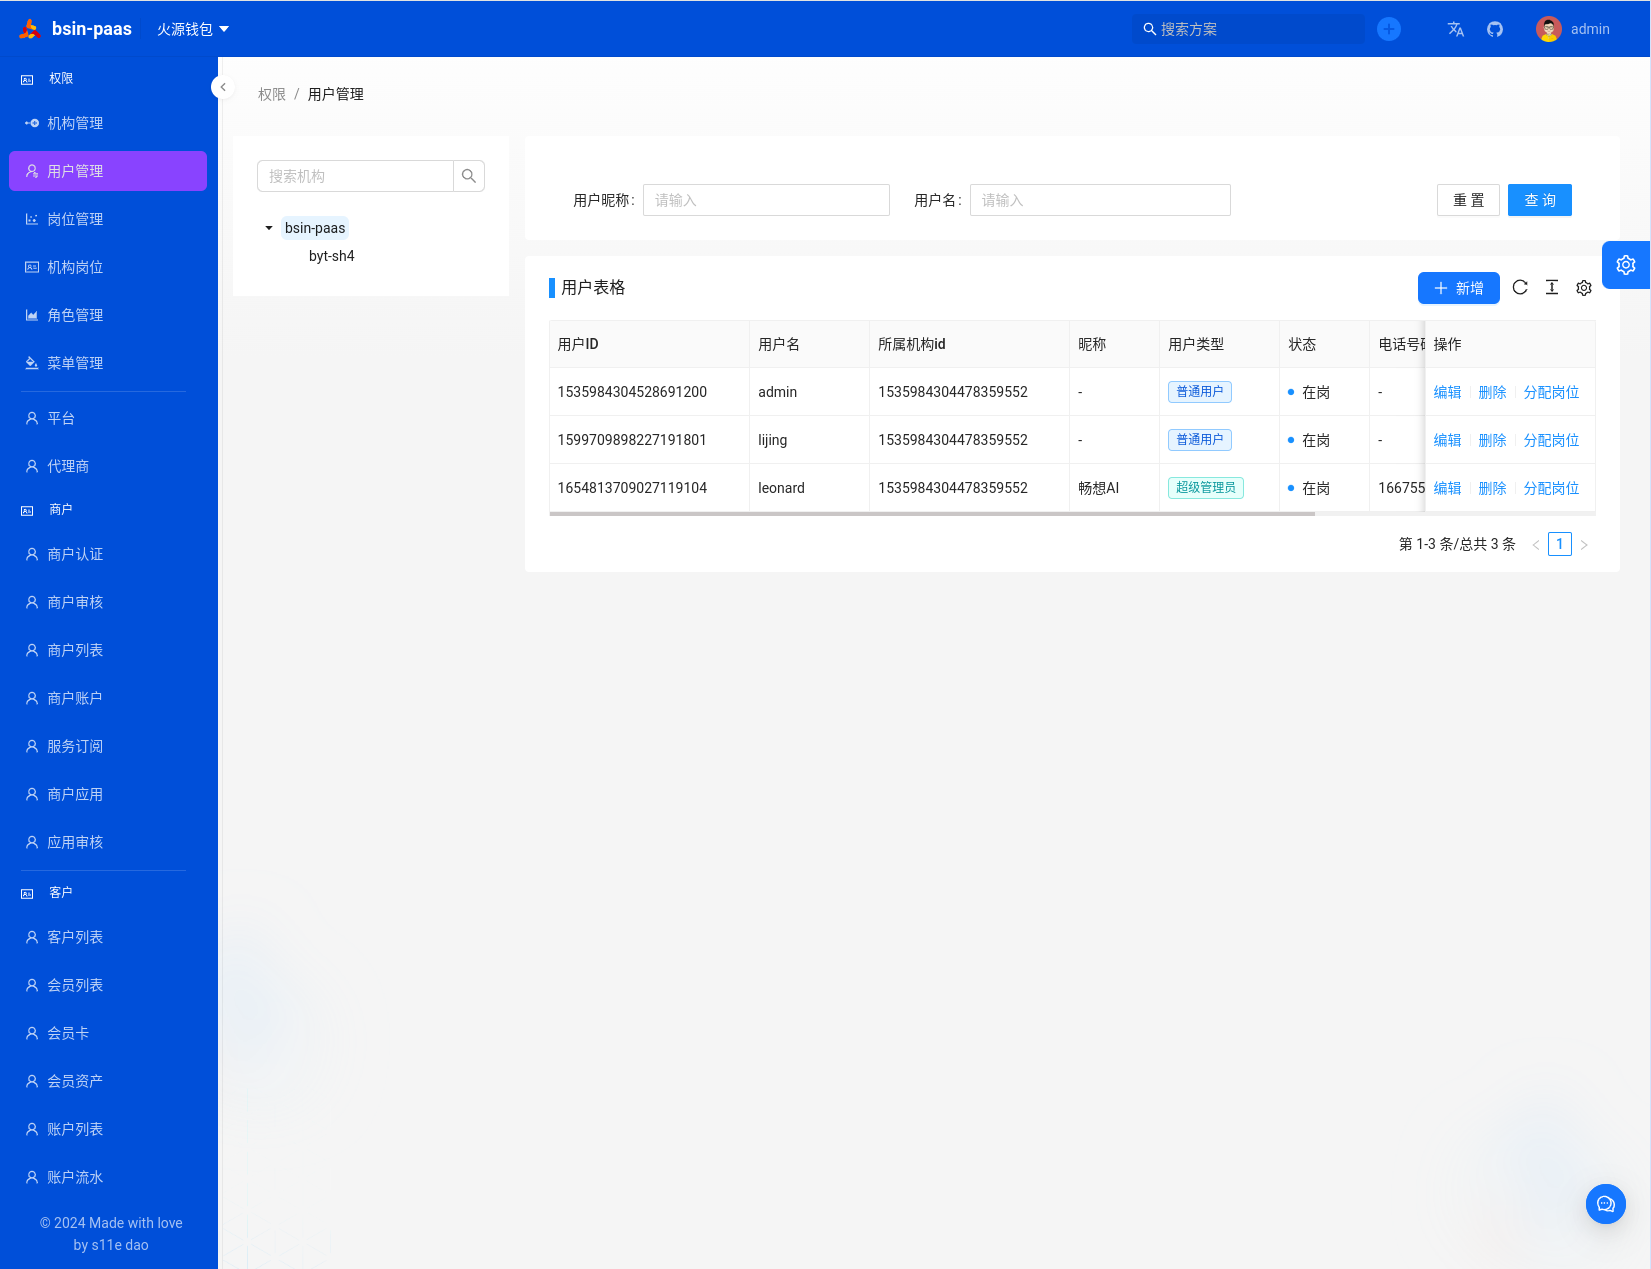 bsin-paas
火源钱包
搜索方案
admin
权限
机构管理
用户管理
岗位管理
机构岗位
角色管理
菜单管理
平台
代理商
商户
商户认证
商户审核
商户列表
商户账户
服务订阅
商户应用
应用审核
客户
客户列表
会员列表
会员卡
会员资产
账户列表
账户流水
© 2024 Made with love
by s11e dao
权限 / 用户管理
搜索机构
bsin-paas
byt-sh4
用户昵称: 请输入 用户名: 请输入 重 置 查 询
用户表格 新增
用户ID 用户名 所属机构id 昵称 用户类型 状态 电话号 操作
1535984304528691200 admin 1535984304478359552 - 普通用户 在岗 - 编辑 删除 分配岗位
1599709898227191801 lijing 1535984304478359552 - 普通用户 在岗 - 编辑 删除 分配岗位
1654813709027119104 leonard 1535984304478359552 畅想AI 超级管理员 在岗 166755 编辑 删除 分配岗位
第 1-3 条/总共 3 条 < 1 >